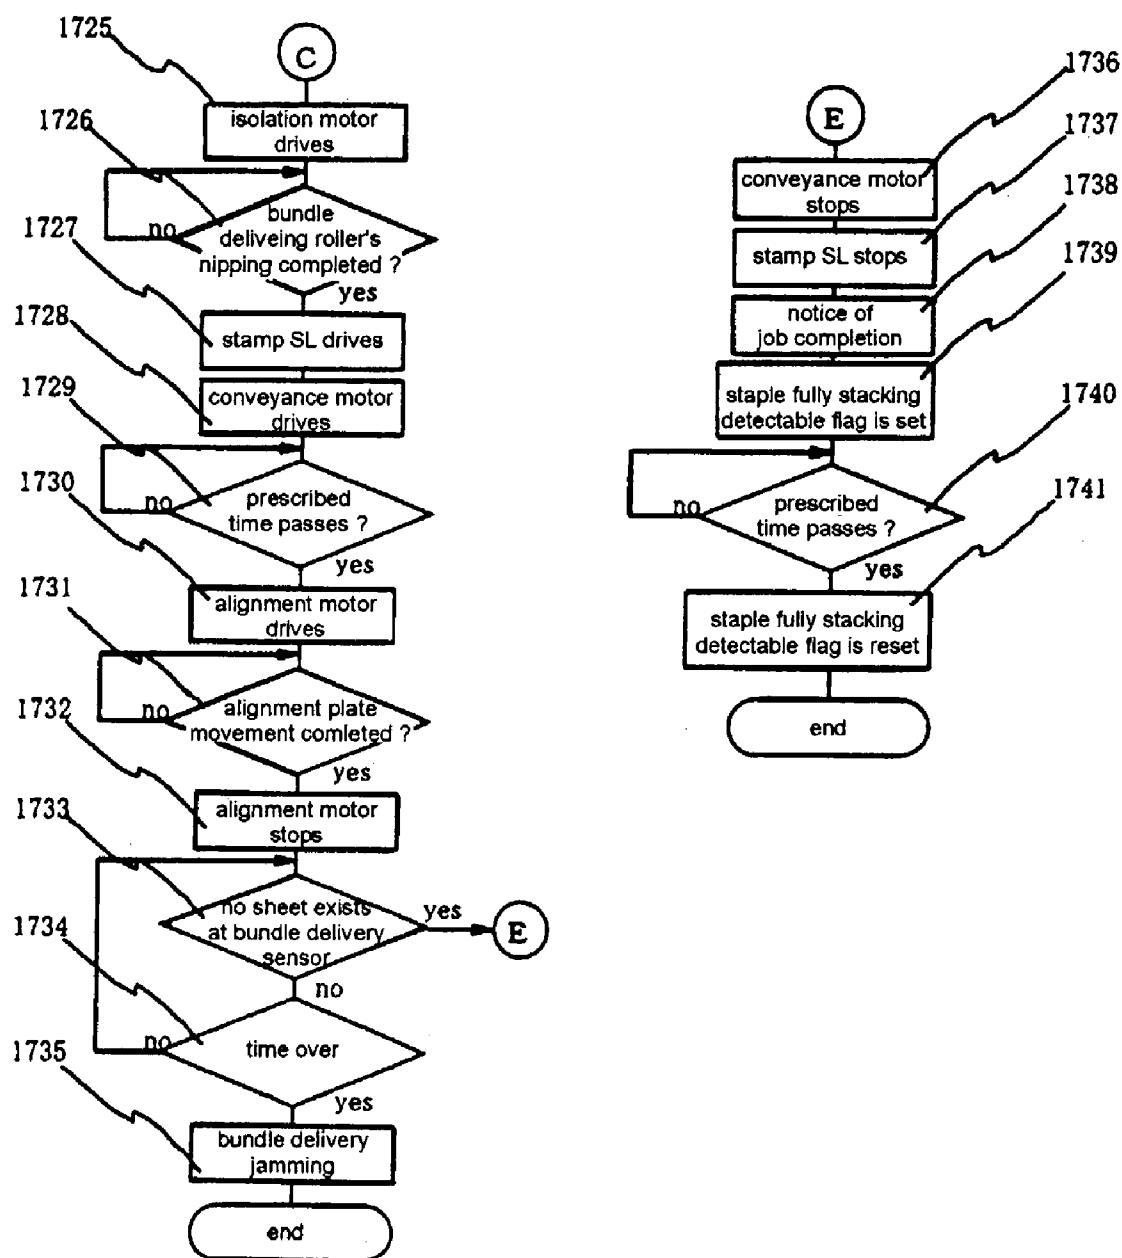 1725
C
isolation motor
drives
1726
bundle
deliveing roller's
nipping completed ?
no
yes
1727
stamp SL drives
1728
conveyance motor
drives
1729
prescribed
time passes ?
no
yes
1730
alignment motor
drives
1731
alignment plate
movement comleted ?
no
yes
1732
alignment motor
stops
1733
no sheet exists
at bundle delivery
sensor
yes
E
no
1734
time over
no
yes
1735
bundle delivery
jamming
end
E
1736
conveyance motor
stops
1737
stamp SL stops
1738
notice of
job completion
1739
staple fully stacking
detectable flag is set
1740
prescribed
time passes ?
no
yes
1741
staple fully stacking
detectable flag is reset
end